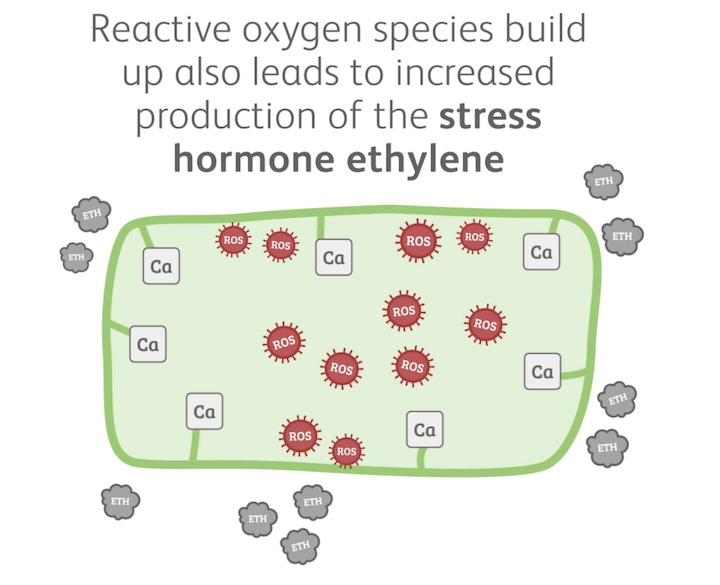 Reactive oxygen species build
up also leads to increased
production of the stress
hormone ethylene
ETH
ETH
ETH
ETH
Ca
ROS
ROS
Ca
ROS
ROS
Ca
Ca
ROS
ROS
ROS
ROS
ROS
Ca
Ca
ROS
ROS
Ca
ETH
ETH
ETH
ETH
ETH
ETH